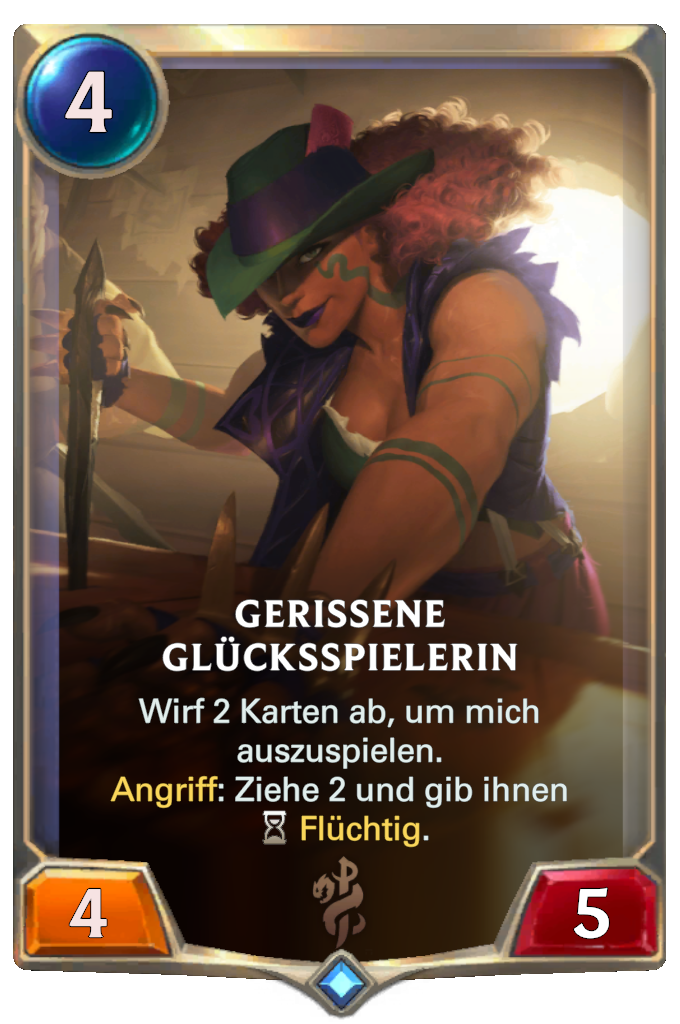 4
GERISSENE
GLÜCKSSPIELERIN
Wirf 2 Karten ab, um mich
auszuspielen.
Angriff: Ziehe 2 und gib ihnen
Flüchtig.
4
5